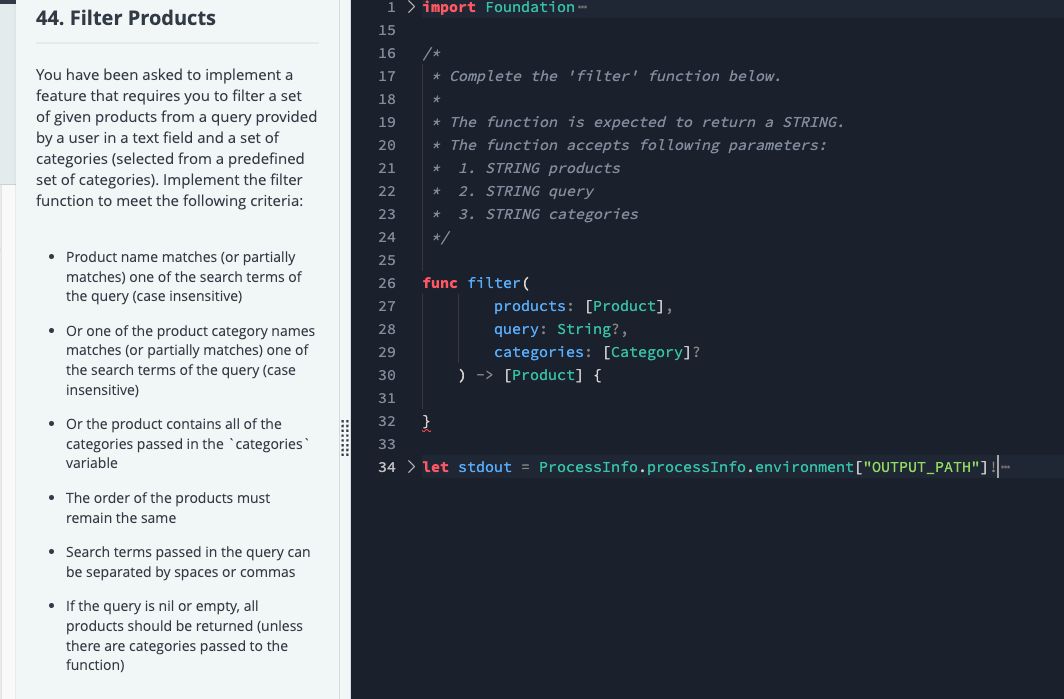 44. Filter Products
You have been asked to implement a
feature that requires you to filter a set
of given products from a query provided
by a user in a text field and a set of
categories (selected from a predefined
set of categories). Implement the filter
function to meet the following criteria:
• Product name matches (or partially
matches) one of the search terms of
the query (case insensitive)
• Or one of the product category names
matches (or partially matches) one of
the search terms of the query (case
insensitive)
• Or the product contains all of the
categories passed in the `categories`
variable
• The order of the products must
remain the same
• Search terms passed in the query can
be separated by spaces or commas
• If the query is nil or empty, all
products should be returned (unless
there are categories passed to the
function)
1 > import Foundation⋯
15
16 /*
17 * Complete the 'filter' function below.
18 *
19 * The function is expected to return a STRING.
20 * The function accepts following parameters:
21 * 1. STRING products
22 * 2. STRING query
23 * 3. STRING categories
24 */
25
26 func filter(
27 products: [Product],
28 query: String?,
29 categories: [Category]?
30 ) -> [Product] {
31
32 }
33
34 > let stdout = ProcessInfo.processInfo.environment["OUTPUT_PATH"]!⋯